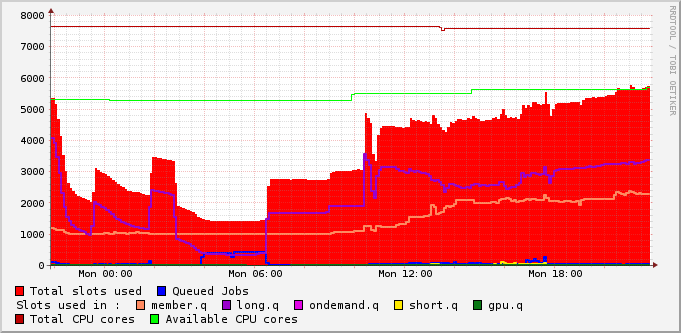 8000
7000
6000
5000
4000
3000
2000
1000
0
Mon 00:00 Mon 06:00 Mon 12:00 Mon 18:00
Total slots used Queued Jobs
Slots used in : member.q long.q ondemand.q short.q gpu.q
Total CPU cores Available CPU cores
RRDTOOL / TOBI OETIKER